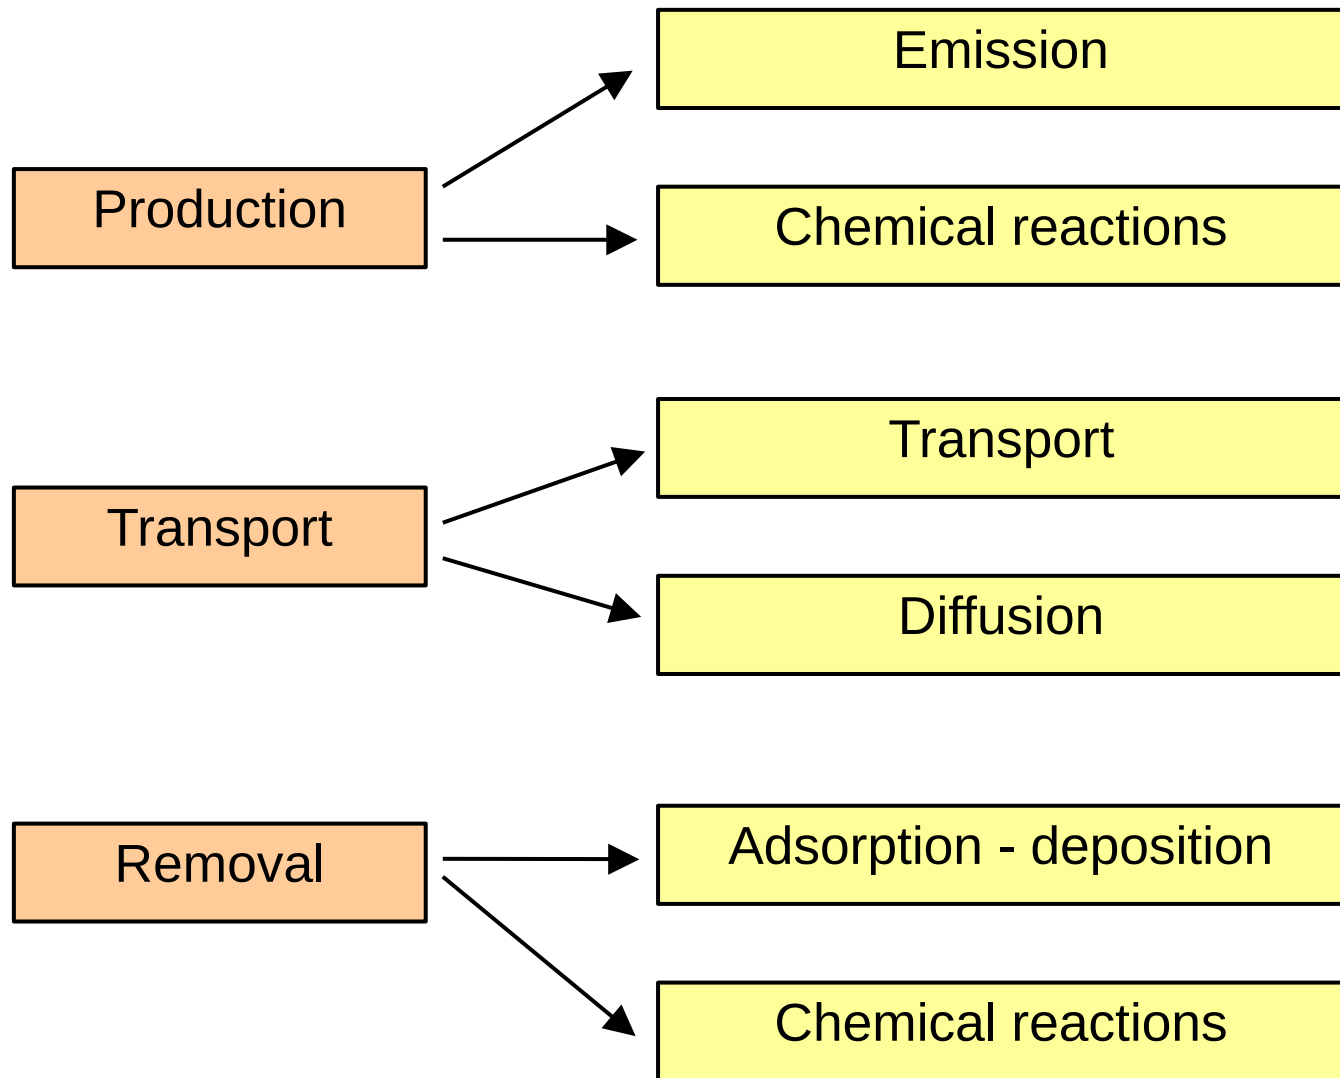 Emission
Production
Chemical reactions
Transport
Transport
Diffusion
Adsorption - deposition
Removal
Chemical reactions